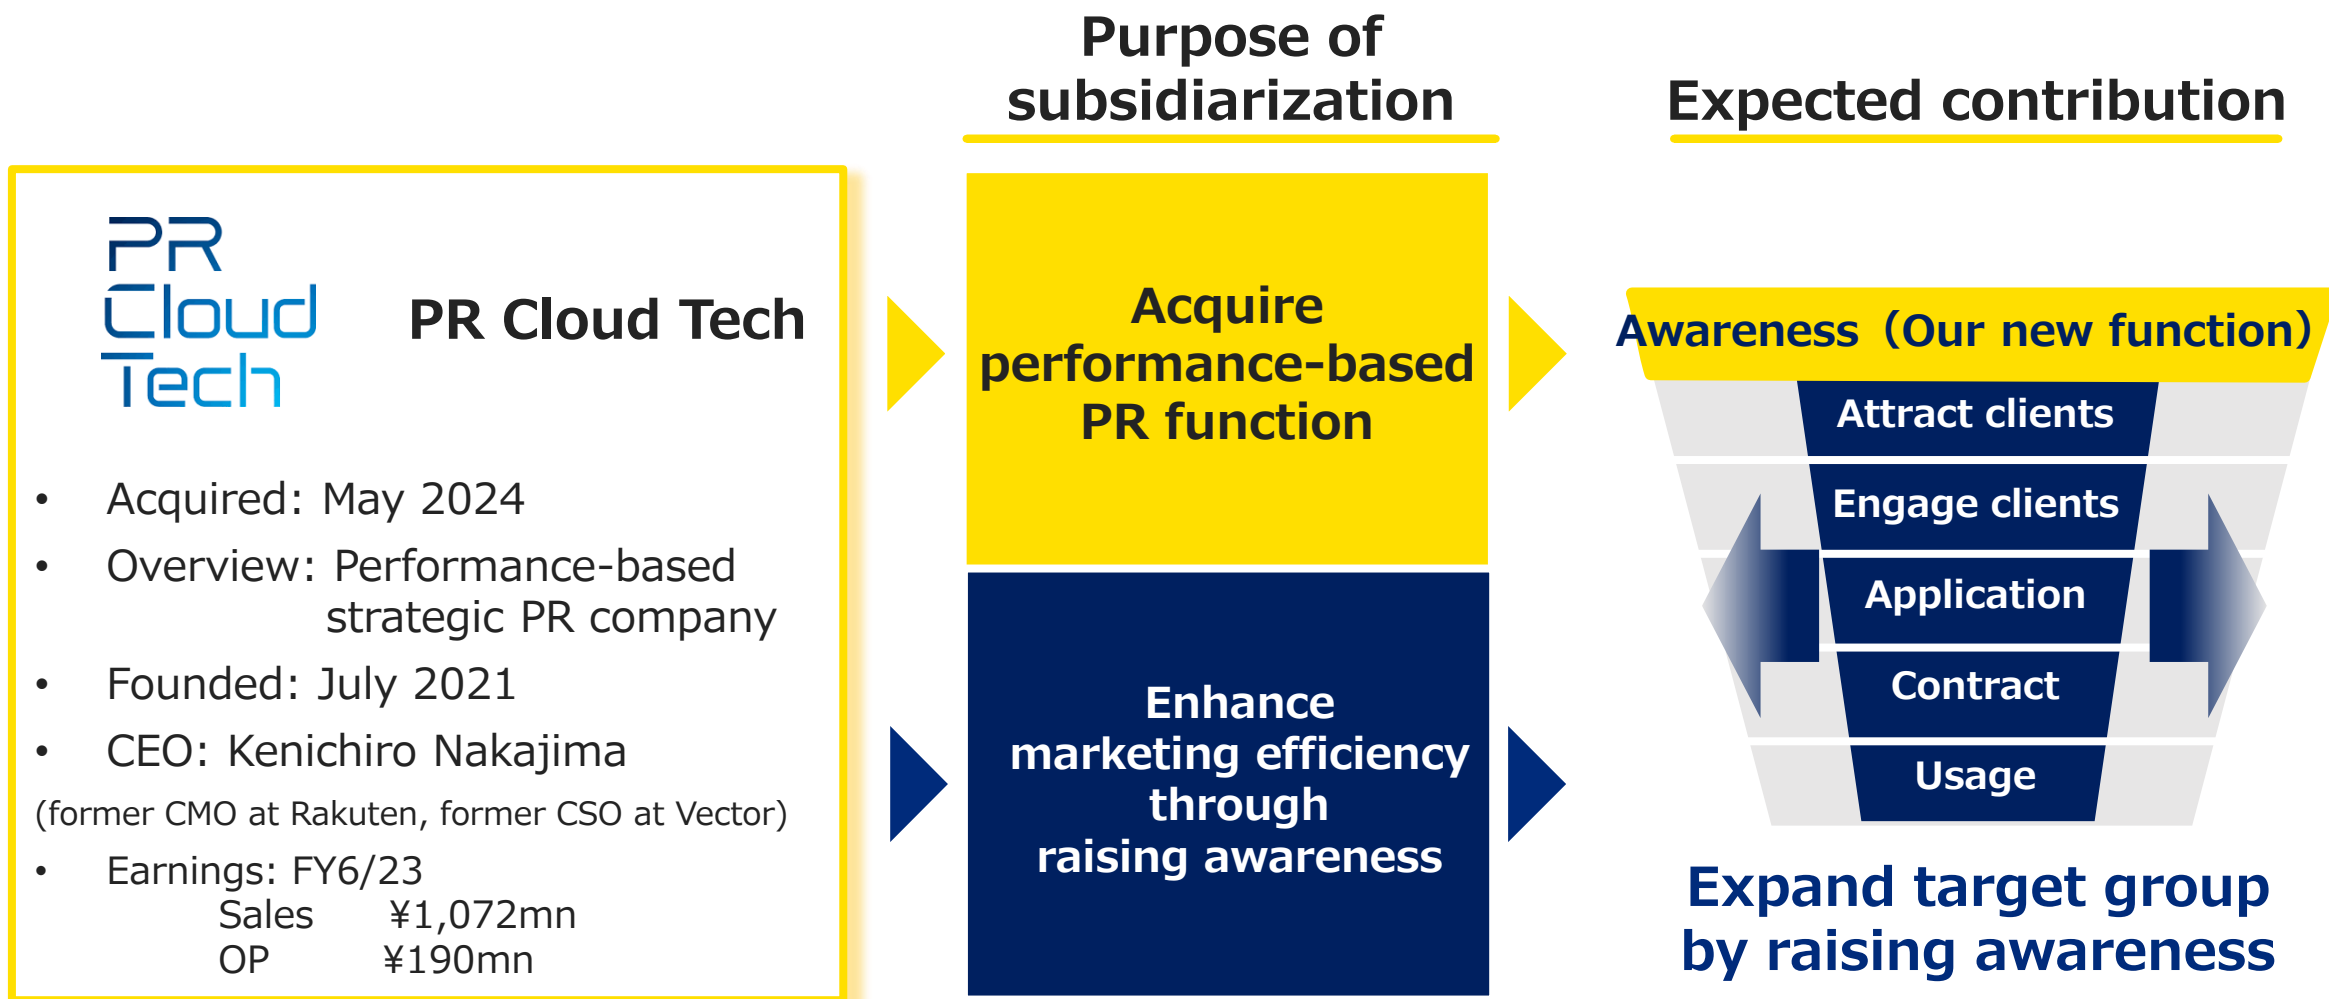 Purpose of
subsidiarization
Expected contribution
PR
Cloud
Tech
PR Cloud Tech
• Acquired: May 2024
• Overview: Performance-based
strategic PR company
• Founded: July 2021
• CEO: Kenichiro Nakajima
(former CMO at Rakuten, former CSO at Vector)
• Earnings: FY6/23
Sales ¥1,072mn
OP ¥190mn
Acquire
performance-based
PR function
Enhance
marketing efficiency
through
raising awareness
Awareness（Our new function）
Attract clients
Engage clients
Application
Contract
Usage
Expand target group
by raising awareness